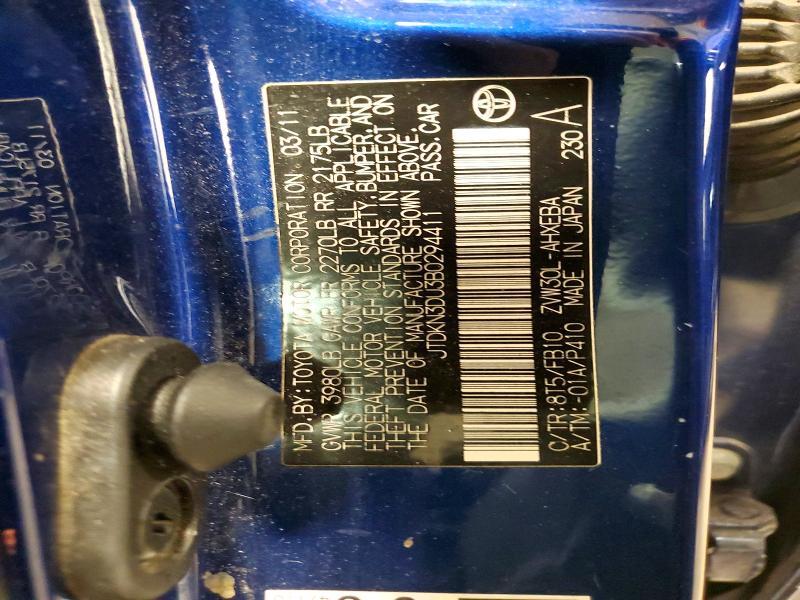 MFD.BY:TOYOTA MOTOR CORPORATION 03/11
GVWR 3980LB GAWR FR 2270LB RR 2175LB
THIS VEHICLE CONFORMS TO ALL APPLICABLE
FEDERAL MOTOR VEHICLE SAFETY, BUMPER, AND
THEFT PREVENTION STANDARDS IN EFFECT ON
THE DATE OF MANUFACTURE SHOWN ABOVE.
JTDKN3DU3B0294411 PASS. CAR
C/TR:8T5/FB10 ZVW30L-AHXEBA
A/TM:-01A/P410 MADE IN JAPAN 230 A